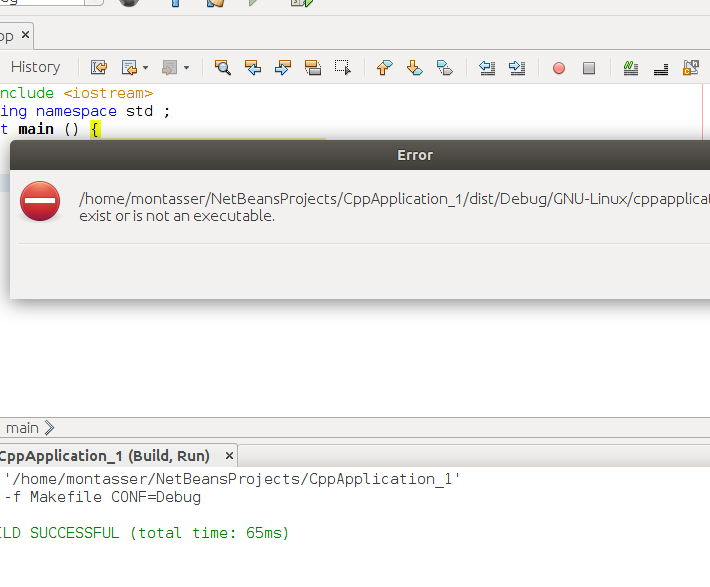 History
nclude <iostream>
ing namespace std ;
t main () {
Error
/home/montasser/NetBeansProjects/CppApplication_1/dist/Debug/GNU-Linux/cppapplicat
exist or is not an executable.
main
CppApplication_1 (Build, Run)
'/home/montasser/NetBeansProjects/CppApplication_1'
-f Makefile CONF=Debug
ILD SUCCESSFUL (total time: 65ms)